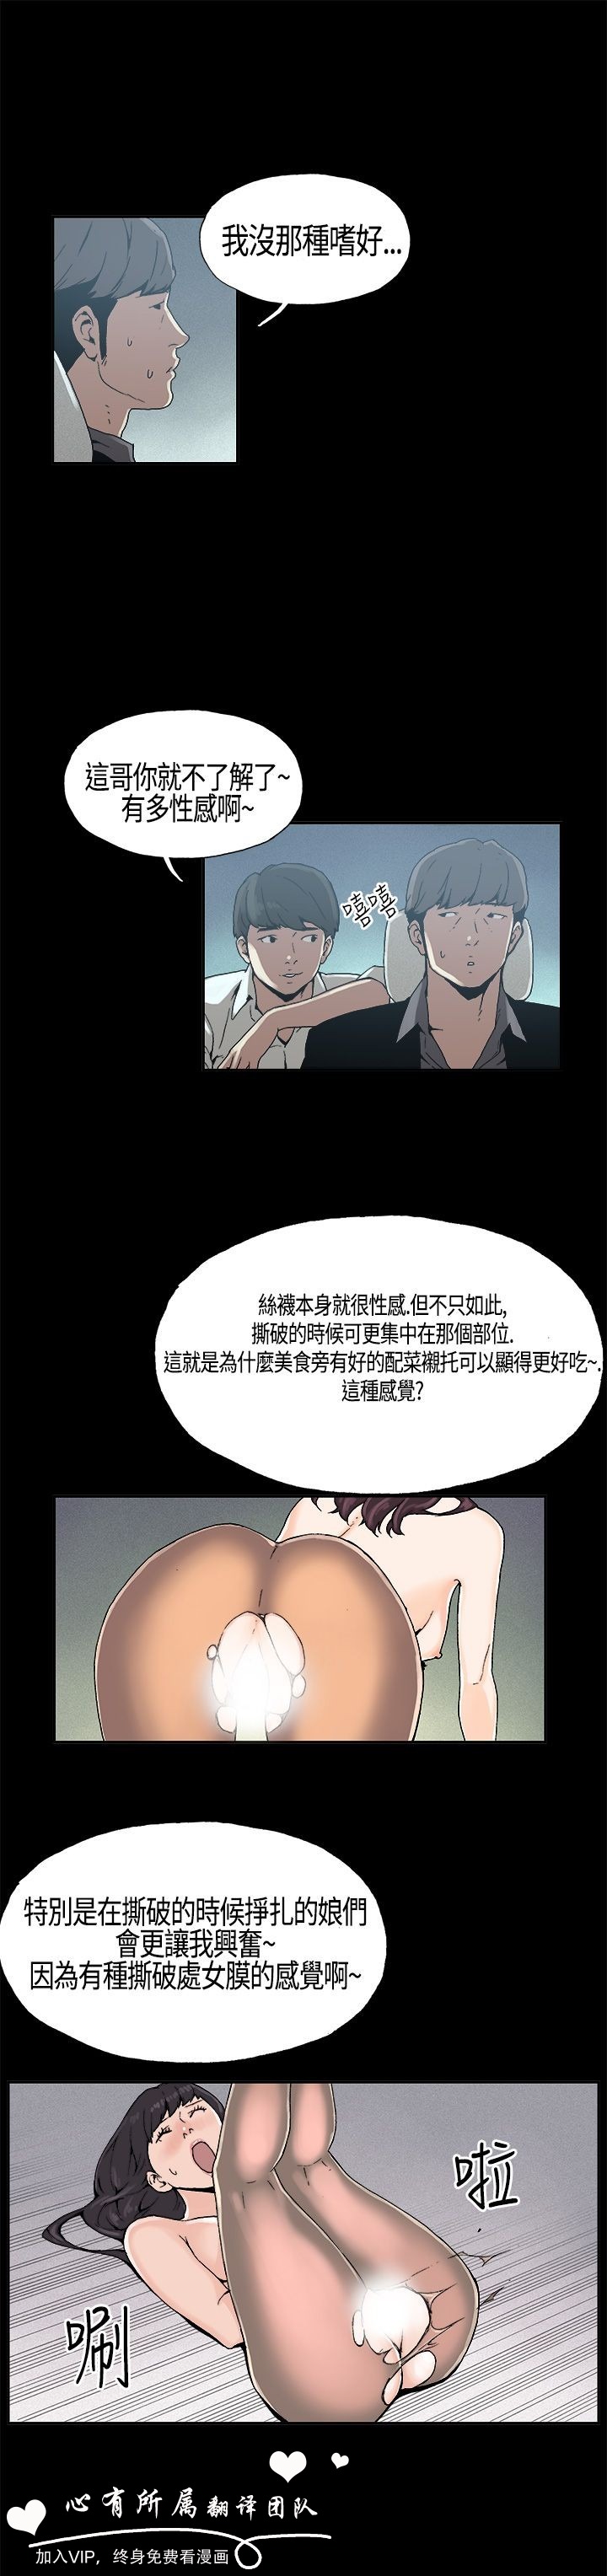 我沒那種嗜好...
這哥你就不了解了~
有多性感啊~
嘻嘻
絲襪本身就很性感.但不只如此,
撕破的時候可更集中在那個部位.
這就是為什麼美食旁有好的配菜襯托可以顯得更好吃~.
這種感覺?
特別是在撕破的時候掙扎的娘們
會更讓我興奮~
因為有種撕破處女膜的感覺啊~
啦
唰
心有所属翻译团队
加入VIP，终身免费看漫画